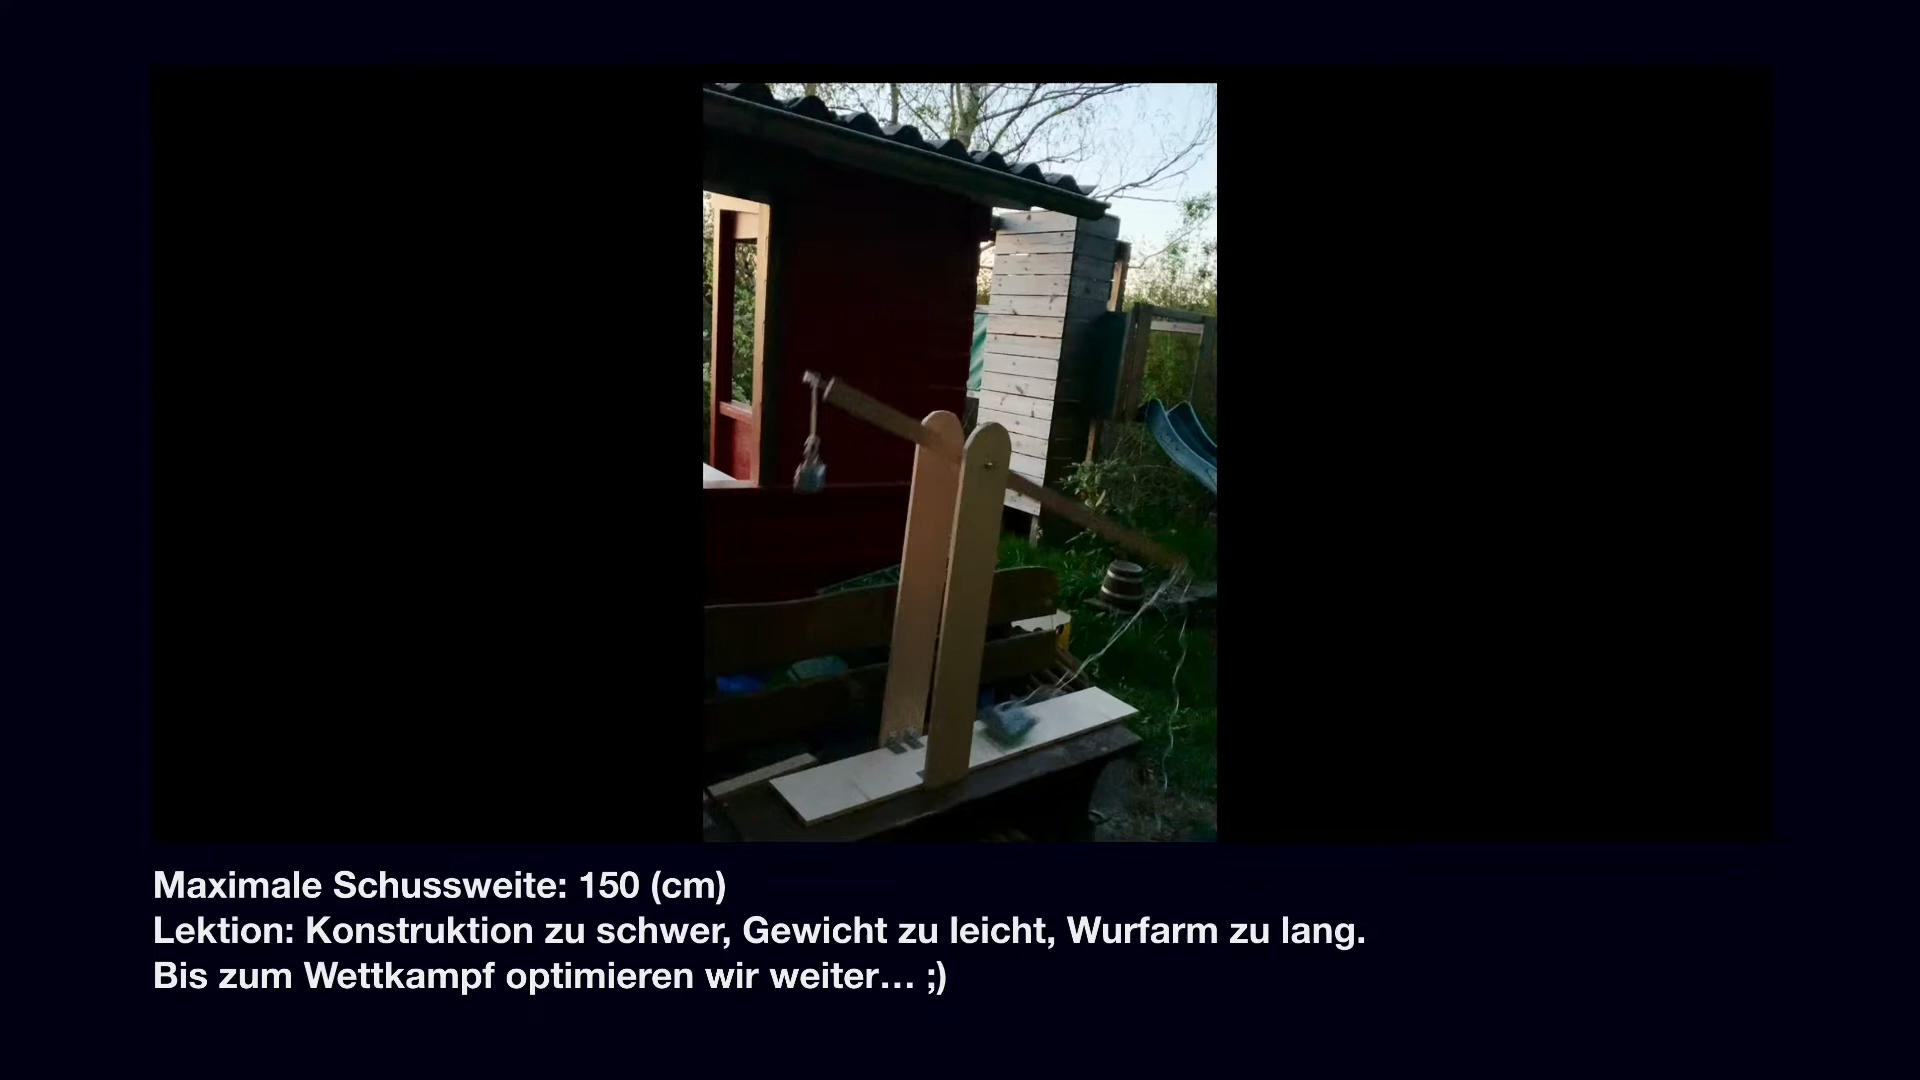 Maximale Schussweite: 150 (cm)
Lektion: Konstruktion zu schwer, Gewicht zu leicht, Wurfarm zu lang.
Bis zum Wettkampf optimieren wir weiter… ;)